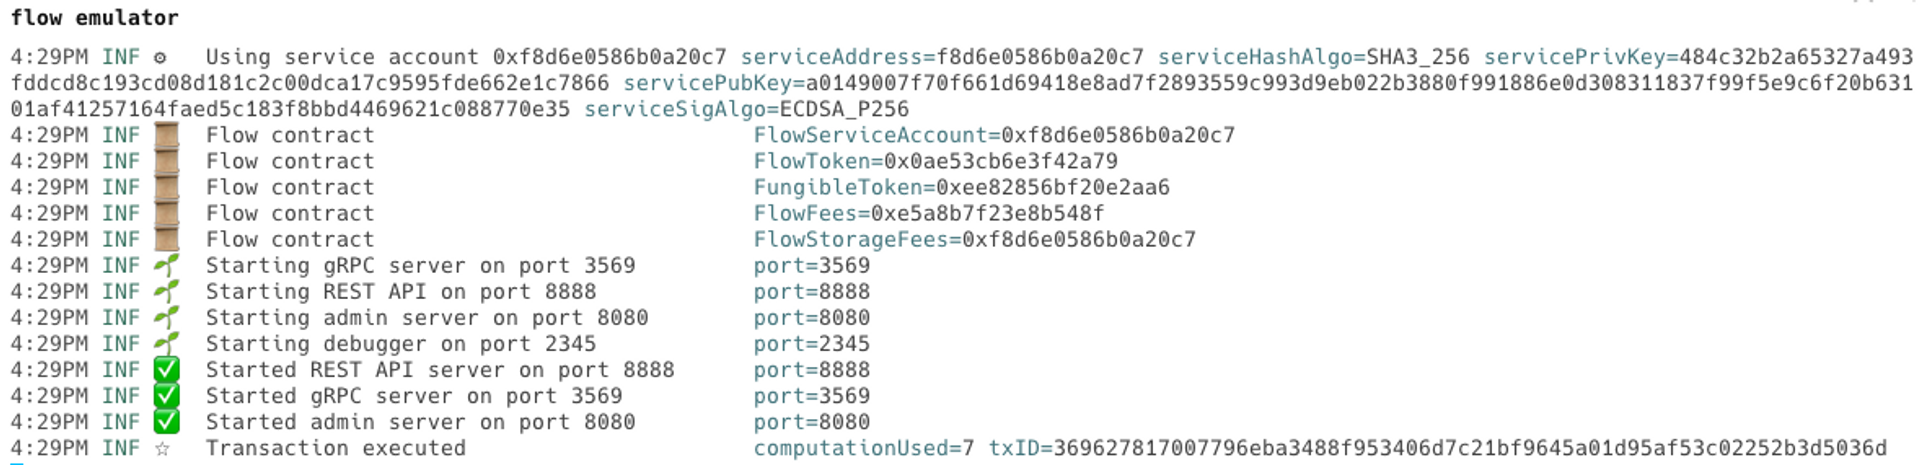 flow emulator
4:29PM INF ⚙ Using service account 0xf8d6e0586b0a20c7 serviceAddress=f8d6e0586b0a20c7 serviceHashAlgo=SHA3_256 servicePrivKey=484c32b2a65327a493
fddcd8c193cd08d181c2c00dca17c9595fde662e1c7866 servicePubKey=a0149007f70f661d69418e8ad7f2893559c993d9eb022b3880f991886e0d308311837f99f5e9c6f20b631
01af41257164faed5c183f8bbd4469621c088770e35 serviceSigAlgo=ECDSA_P256
4:29PM INF 📜 Flow contract FlowServiceAccount=0xf8d6e0586b0a20c7
4:29PM INF 📜 Flow contract FlowToken=0x0ae53cb6e3f42a79
4:29PM INF 📜 Flow contract FungibleToken=0xee82856bf20e2aa6
4:29PM INF 📜 Flow contract FlowFees=0xe5a8b7f23e8b548f
4:29PM INF 📜 Flow contract FlowStorageFees=0xf8d6e0586b0a20c7
4:29PM INF 🌱 Starting gRPC server on port 3569 port=3569
4:29PM INF 🌱 Starting REST API on port 8888 port=8888
4:29PM INF 🌱 Starting admin server on port 8080 port=8080
4:29PM INF 🌱 Starting debugger on port 2345 port=2345
4:29PM INF ✅ Started REST API server on port 8888 port=8888
4:29PM INF ✅ Started gRPC server on port 3569 port=3569
4:29PM INF ✅ Started admin server on port 8080 port=8080
4:29PM INF ☆ Transaction executed computationUsed=7 txID=369627817007796eba3488f953406d7c21bf9645a01d95af53c02252b3d5036d